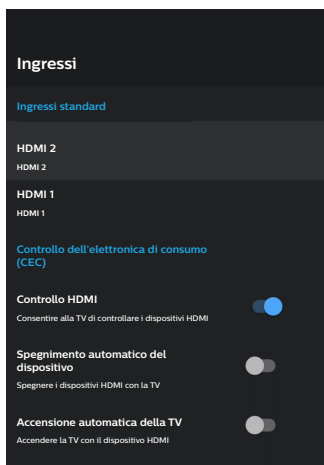 Ingressi
Ingressi standard
HDMI 2
HDMI 2
HDMI 1
HDMI 1
Controllo dell'elettronica di consumo
(CEC)
Controllo HDMI
Consentire alla TV di controllare i dispositivi HDMI
Spegnimento automatico del
dispositivo
Spegnere i dispositivi HDMI con la TV
Accensione automatica della TV
Accendere la TV con il dispositivo HDMI